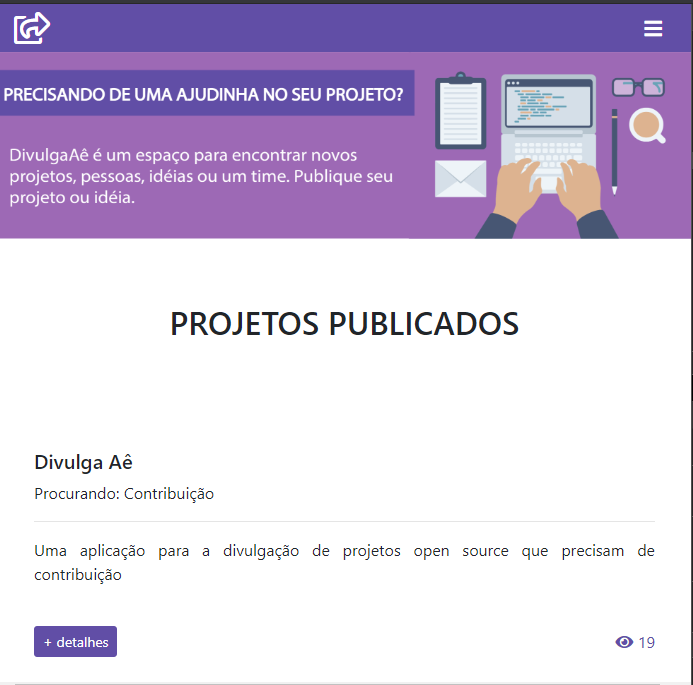 PRECISANDO DE UMA AJUDINHA NO SEU PROJETO?
DivulgaAê é um espaço para encontrar novos
projetos, pessoas, idéias ou um time. Publique seu
projeto ou idéia.
PROJETOS PUBLICADOS
Divulga Aê
Procurando: Contribuição
Uma aplicação para a divulgação de projetos open source que precisam de
contribuição
+ detalhes
19